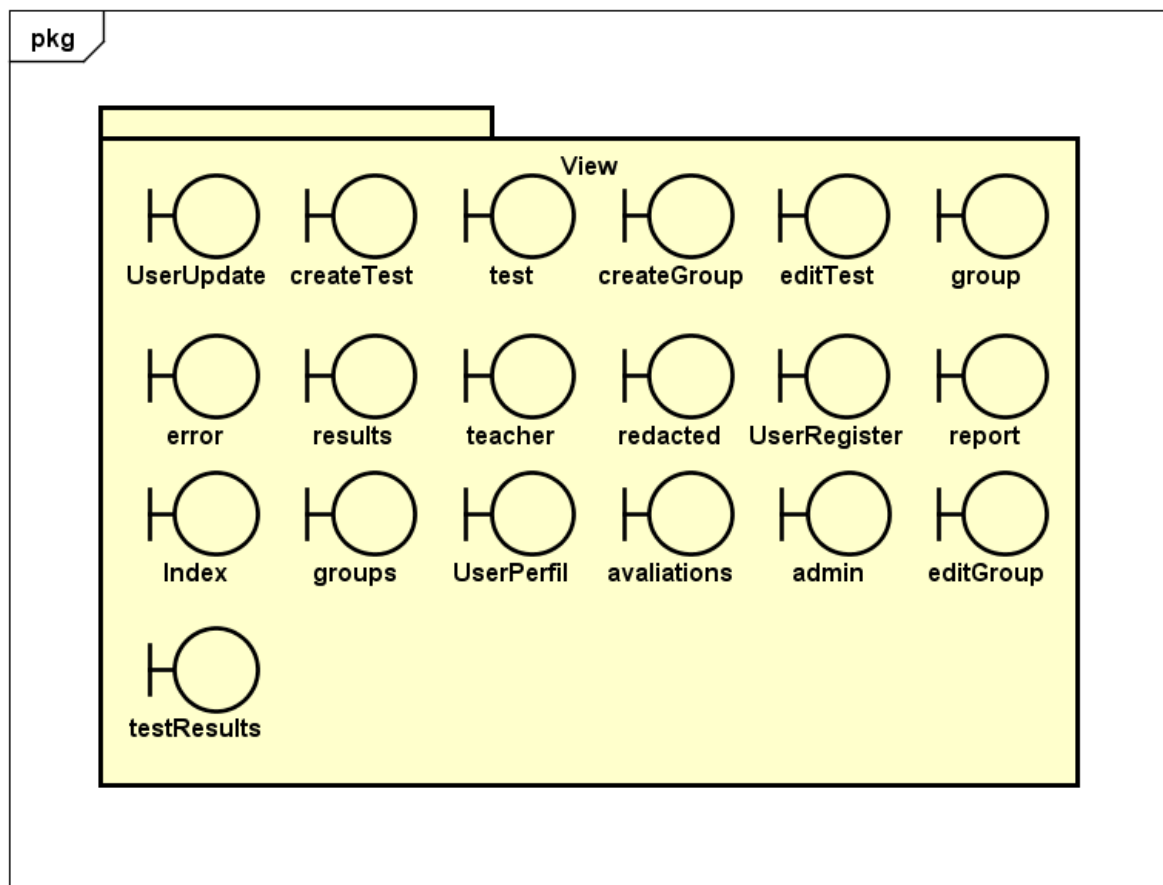 pkg
View
UserUpdate createTest test createGroup editTest group
error results teacher redacted UserRegister report
Index groups UserPerfil avaliations admin editGroup
testResults